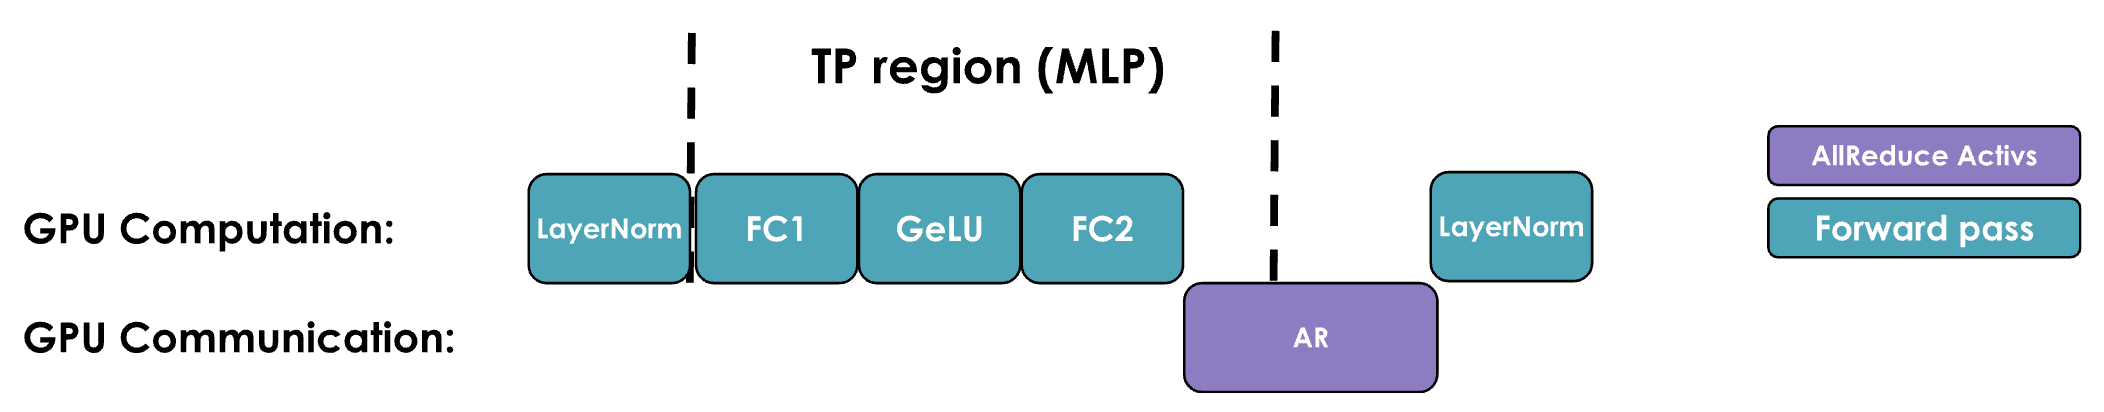 TP region (MLP)
AllReduce Activs
Forward pass
GPU Computation:
LayerNorm
FC1
GeLU
FC2
LayerNorm
GPU Communication:
AR